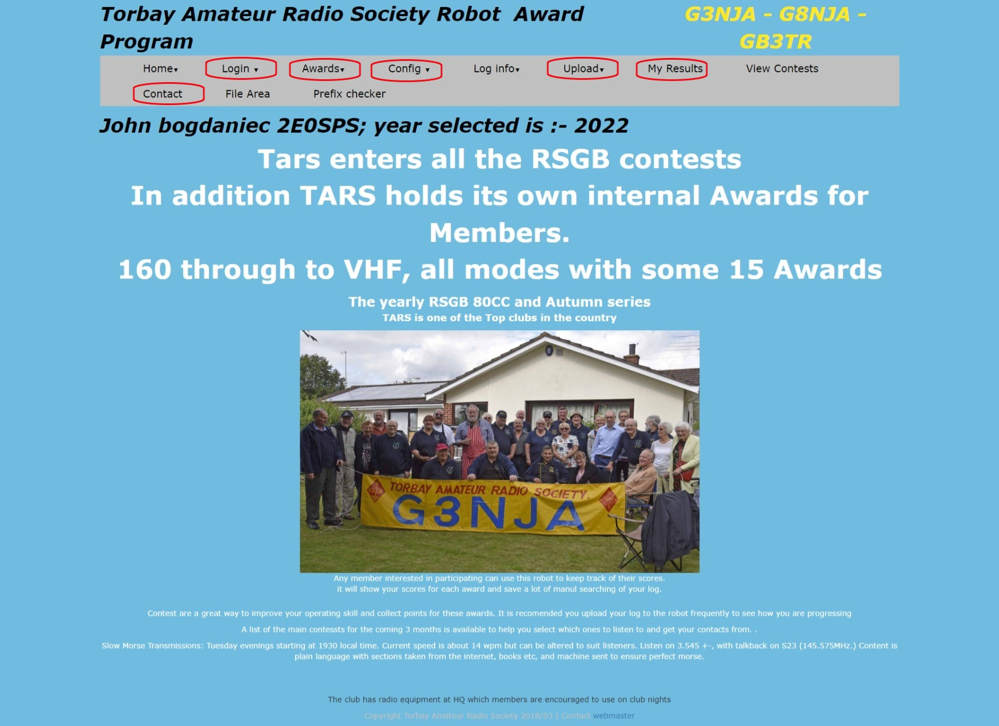 Torbay Amateur Radio Society Robot  Award
Program
G3NJA – G8NJA –
GB3TR
Home▾ Login ▾ Awards▾ Config ▾ Log info▾ Upload▾ My Results View Contests
Contact File Area Prefix checker
John bogdaniec 2E0SPS; year selected is :- 2022
Tars enters all the RSGB contests
In addition TARS holds its own internal Awards for
Members.
160 through to VHF, all modes with some 15 Awards
The yearly RSGB 80CC and Autumn series
TARS is one of the Top clubs in the country
TORBAY AMATEUR RADIO SOCIETY.
G3NJA
Any member interested in participating can use this robot to keep track of their scores.
it will show your scores for each award and save a lot of manul searching of your log.
Contest are a great way to improve your operating skill and collect points for these awards. It is recomended you upload your log to the robot frequently to see how you are progressing
A list of the main contessts for the coming 3 months is available to help you select which ones to listen to and get your contacts from. .
Slow Morse Transmissions: Tuesday evenings starting at 1930 local time. Current speed is about 14 wpm but can be altered to suit listeners. Listen on 3.545 +-, with talkback on S23 (145.575MHz.) Content is
plain language with sections taken from the internet, books etc, and machine sent to ensure perfect morse.
The club has radio equipment at HQ which members are encouraged to use on club nights
Copyright Torbay Amateur Radio Society 2018/03 | Contact webmaster